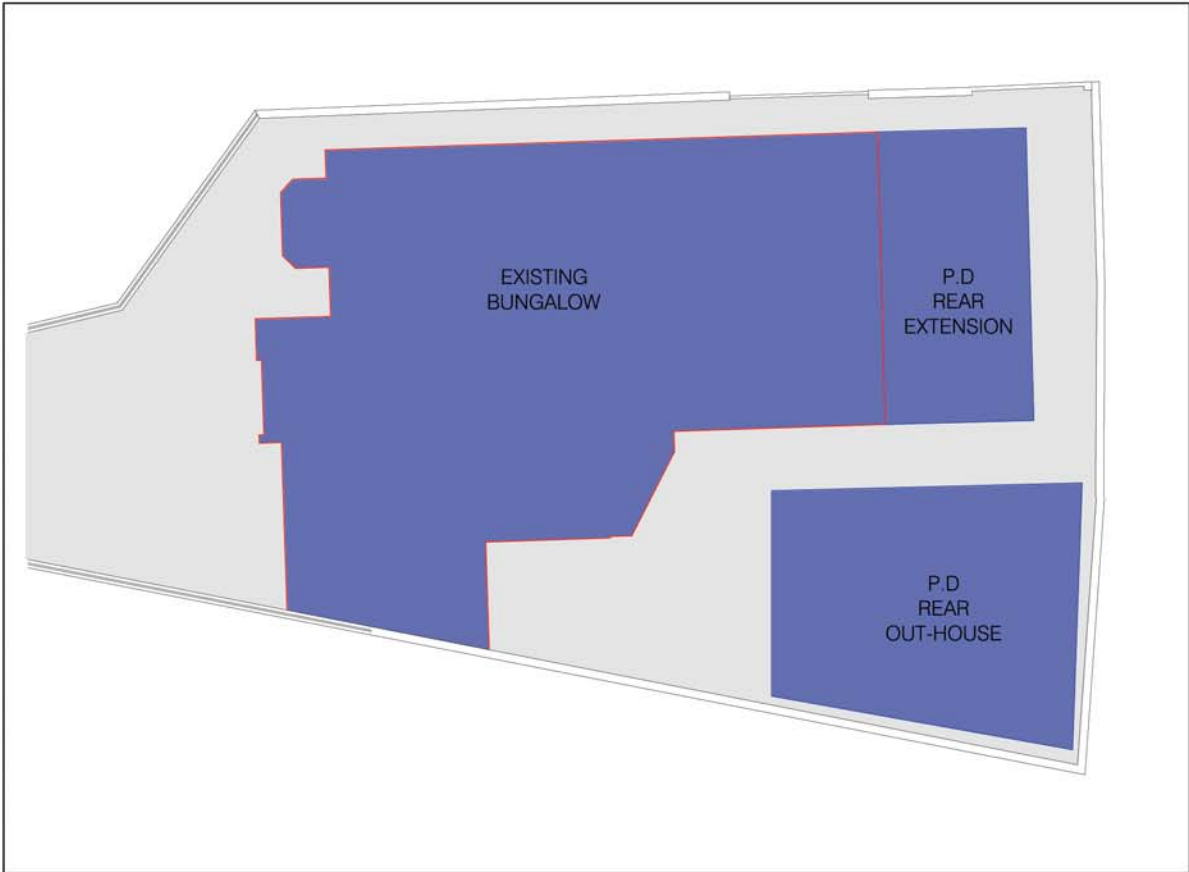 EXISTING
BUNGALOW
P.D
REAR
EXTENSION
P.D
REAR
OUT-HOUSE